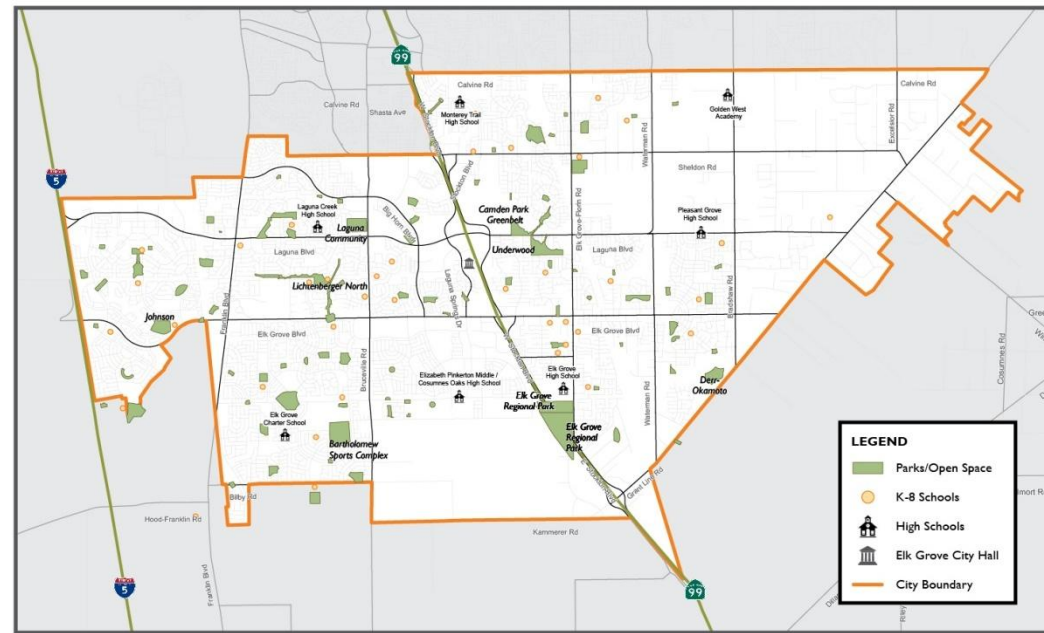 99
Calvine Rd
Calvine Rd
Calvine Rd
Shasta Ave
Monterey Trail
High School
Golden West
Academy
Waterman Rd
Excelsior Rd
Sheldon Rd
5
Stockton Blvd
Laguna Creek
High School
Laguna
Community
Big Horn Blvd
Camden Park
Greenbelt
Elk Grove-Florin Rd
Pleasant Grove
High School
Underwood
Laguna Blvd
Laguna Blvd
Lichtenberger North
Laguna Springs Dr
Bradshaw Rd
Johnson
Franklin Blvd
Elk Grove Blvd
Elk Grove Blvd
Bruceville Rd
Elizabeth Pinkerton Middle /
Cosumnes Oaks High School
Elk Grove
High School
Waterman Rd
Derr-
Okamoto
Cosumnes Rd
Elk Grove
Regional Park
Elk Grove
Regional
Park
Elk Grove
Charter School
Bartholomew
Sports Complex
E. Stockton Blvd
Grant Line Rd
Bilby Rd
Hood-Franklin Rd
Kammerer Rd
Franklin Blvd
5
99
LEGEND
Parks/Open Space
K-8 Schools
High Schools
Elk Grove City Hall
City Boundary